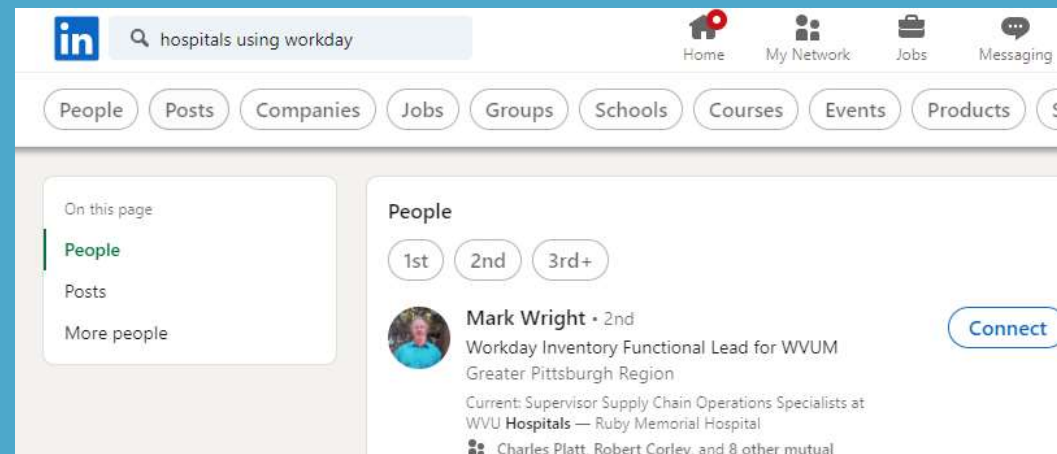 in
hospitals using workday
Home
My Network
Jobs
Messaging
People
Posts
Companies
Jobs
Groups
Schools
Courses
Events
Products
S
On this page
People
Posts
More people
People
1st
2nd
3rd+
Mark Wright • 2nd
Connect
Workday Inventory Functional Lead for WVUM
Greater Pittsburgh Region
Current: Supervisor Supply Chain Operations Specialists at
WVU Hospitals — Ruby Memorial Hospital
Charles Platt, Robert Corley, and 8 other mutual